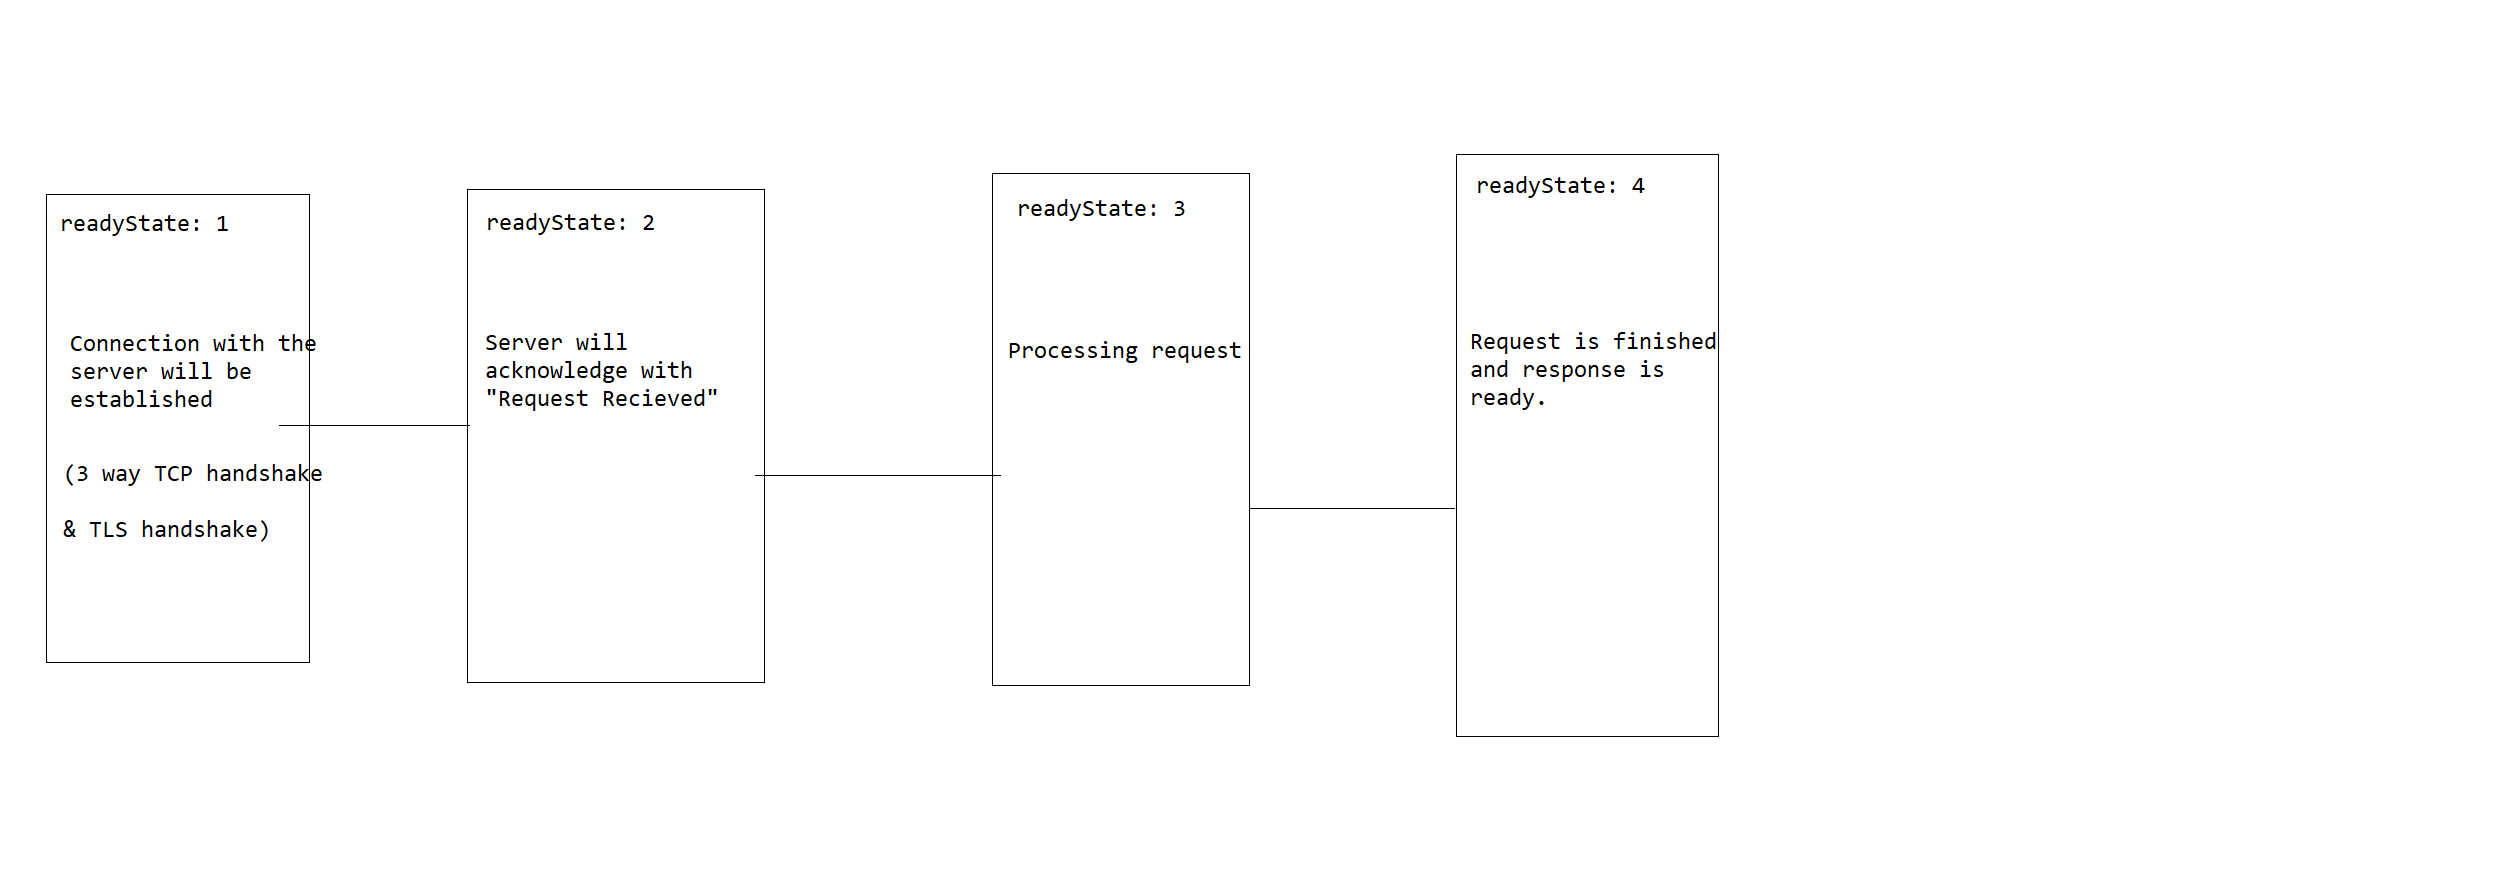 readyState: 1
Connection with the
server will be
established
(3 way TCP handshake
& TLS handshake)
readyState: 2
Server will
acknowledge with
"Request Recieved"
readyState: 3
Processing request
readyState: 4
Request is finished
and response is
ready.